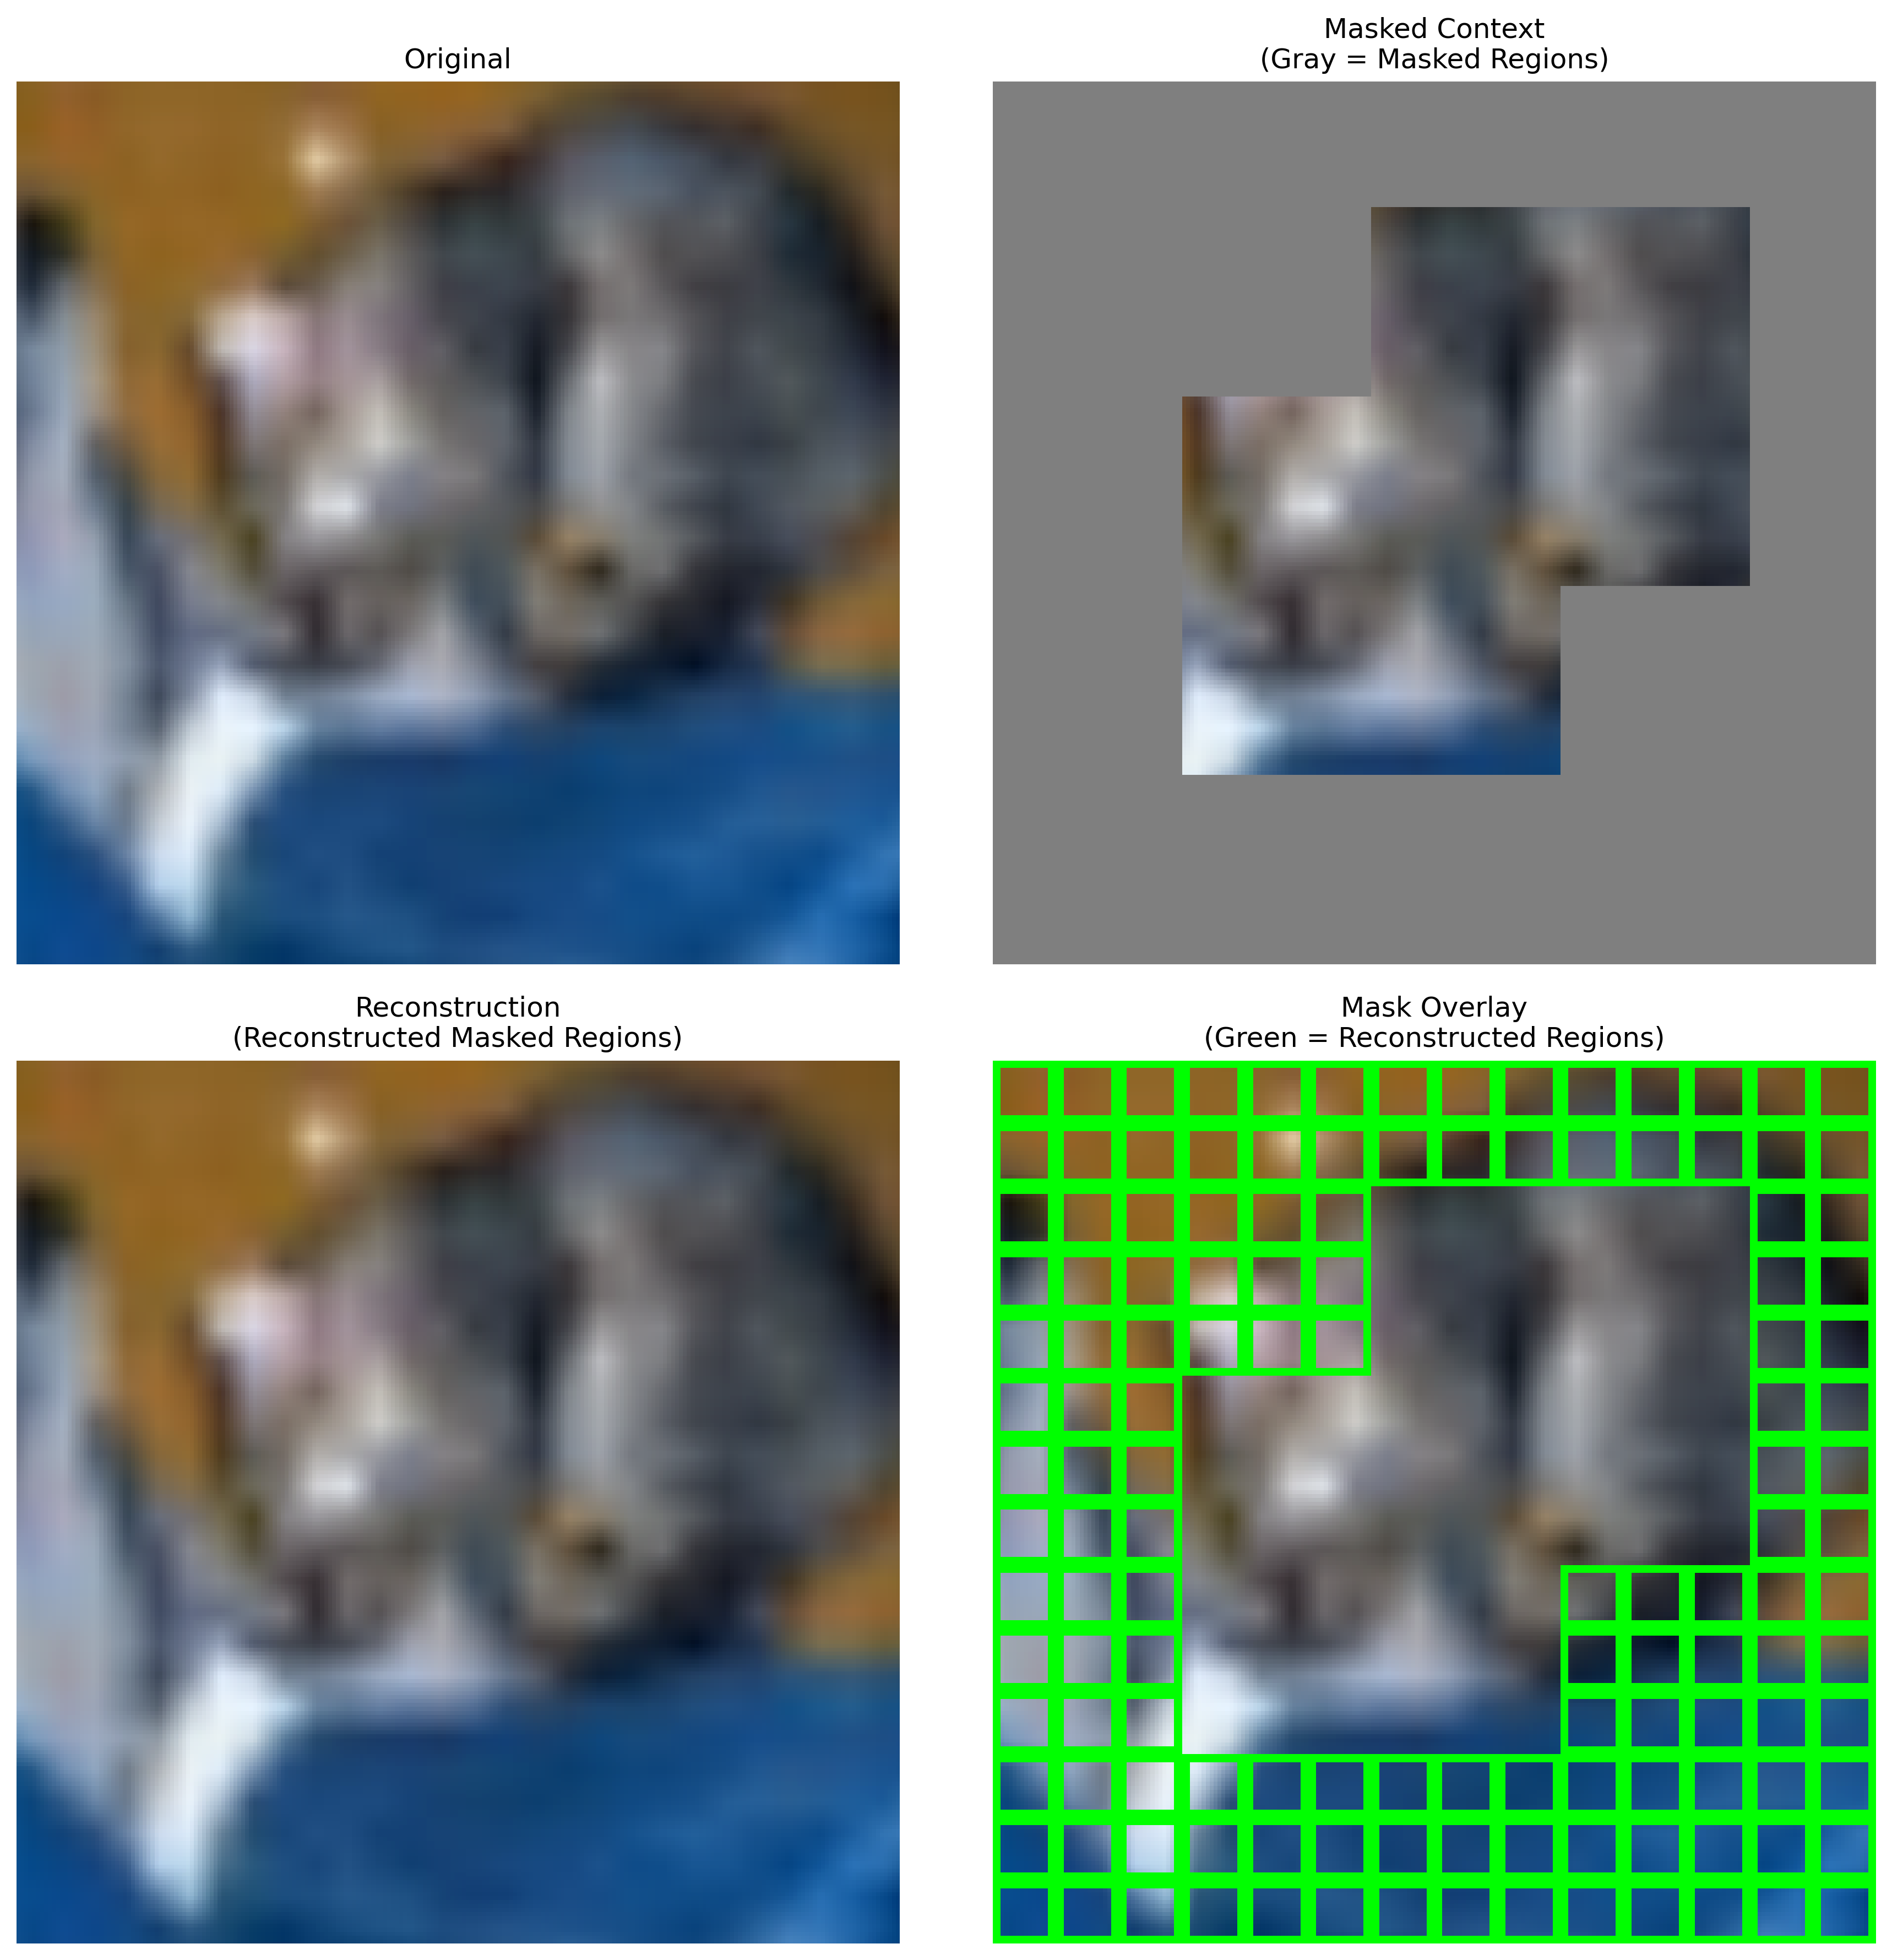 Original
Masked Context
(Gray = Masked Regions)
Reconstruction
(Reconstructed Masked Regions)
Mask Overlay
(Green = Reconstructed Regions)